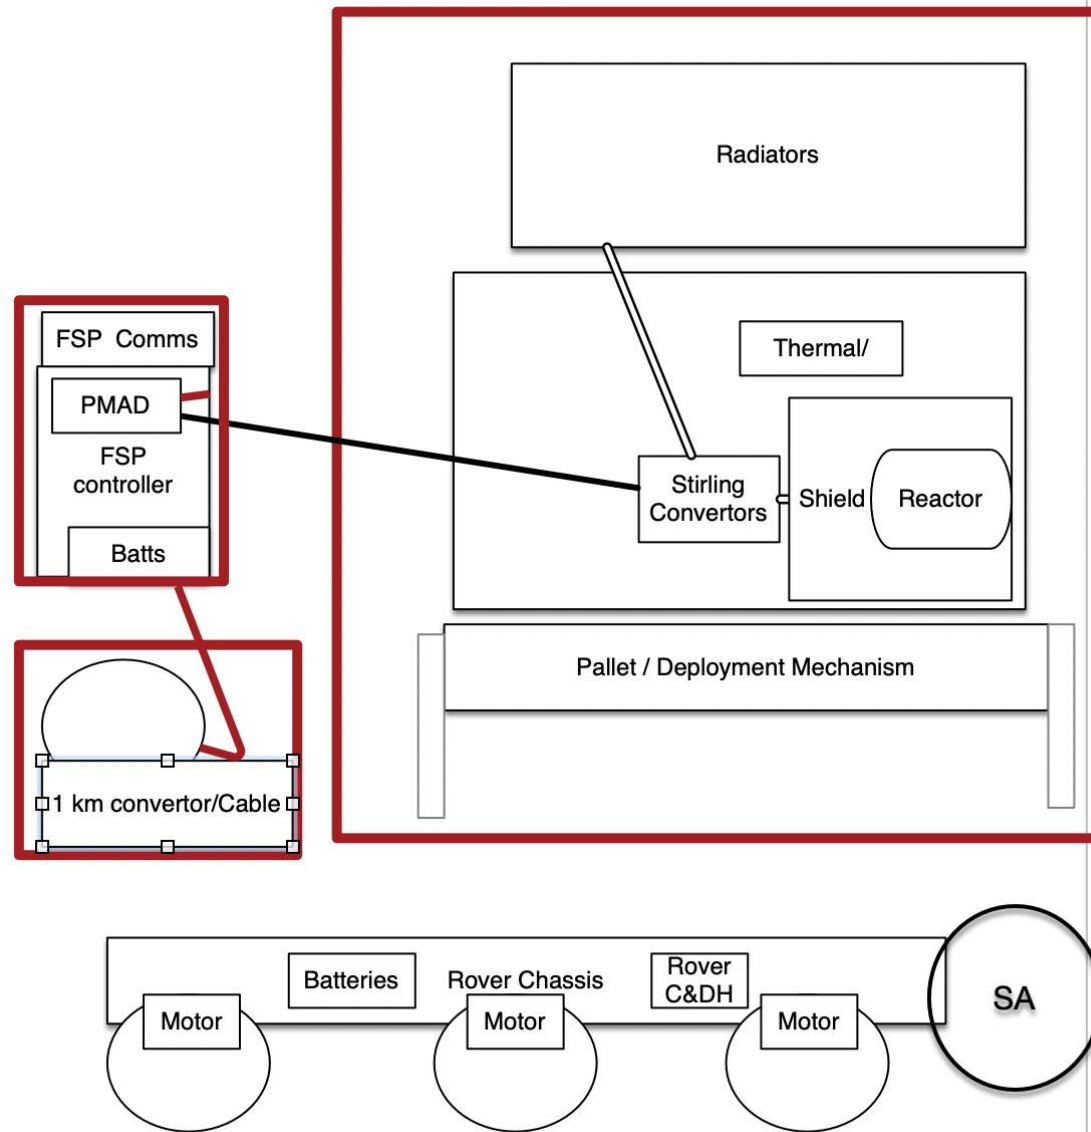 Radiators
FSP Comms
PMAD
FSP
controller
Batts
Thermal/
Stirling
Convertors
Shield
Reactor
Pallet / Deployment Mechanism
1 km convertor/Cable
Batteries
Rover Chassis
Rover
C&DH
Motor
Motor
Motor
SA